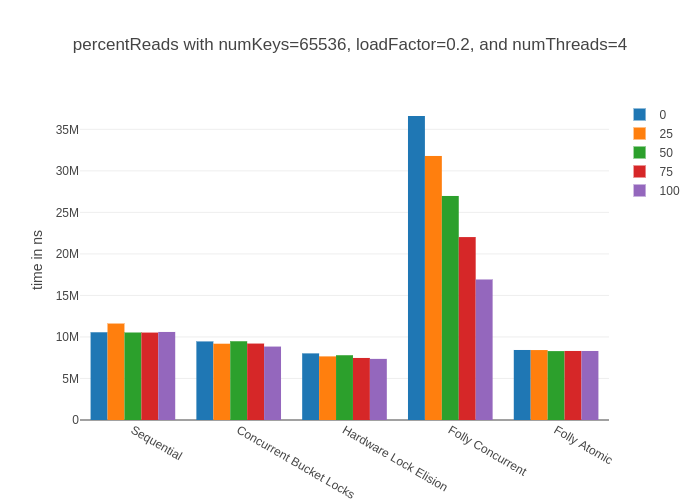 percentReads with numKeys=65536, loadFactor=0.2, and numThreads=4
0
25
50
75
100
time in ns
35M
30M
25M
20M
15M
10M
5M
0
Sequential
Concurrent Bucket Locks
Hardware Lock Elision
Folly Concurrent
Folly Atomic